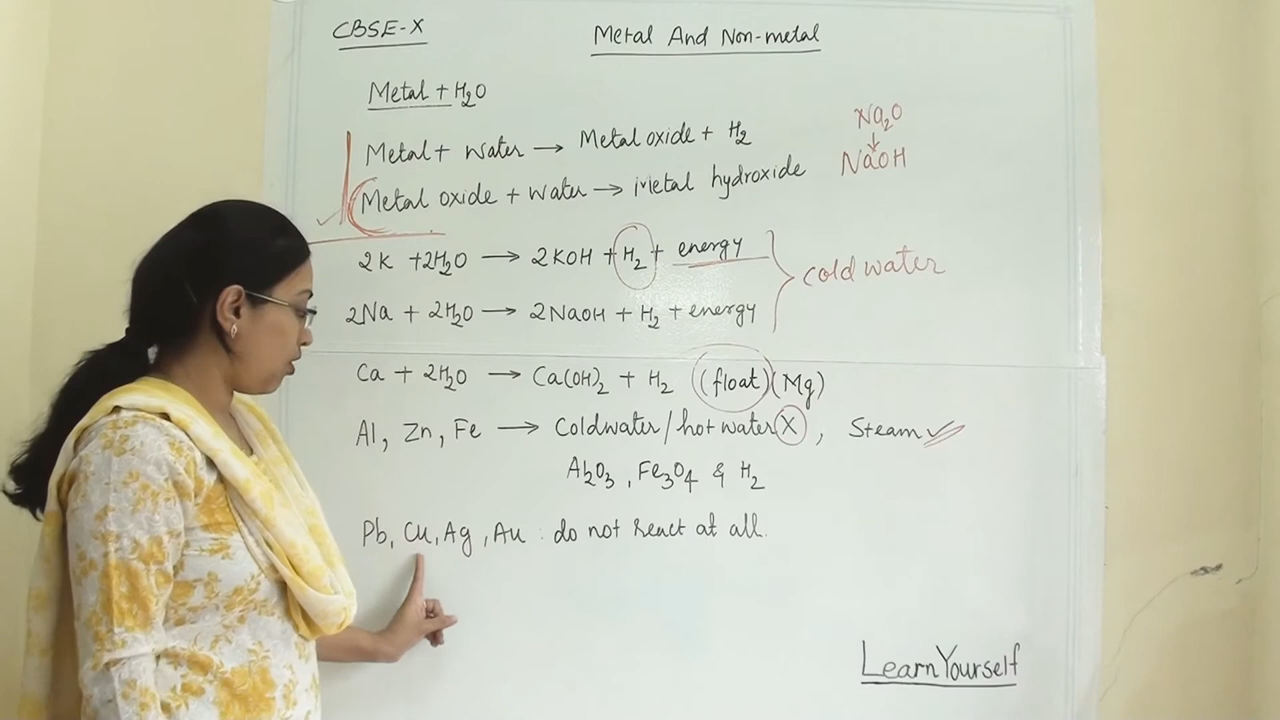 CBSE-X
Metal And Non-metal
Metal + H₂O
Metal + water → Metal oxide + H₂
Metal oxide + water → Metal hydroxide
Na₂O
↓
NaOH
2K + 2H₂O → 2KOH + H₂ + energy
2Na + 2H₂O → 2NaOH + H₂ + energy
cold water
Ca + 2H₂O → Ca(OH)₂ + H₂ (float) (Mg)
Al, Zn, Fe → Coldwater/hot water X, Steam ✓
Al₂O₃, Fe₃O₄ & H₂
Pb, Cu, Ag, Au : do not react at all.
LearnYourself